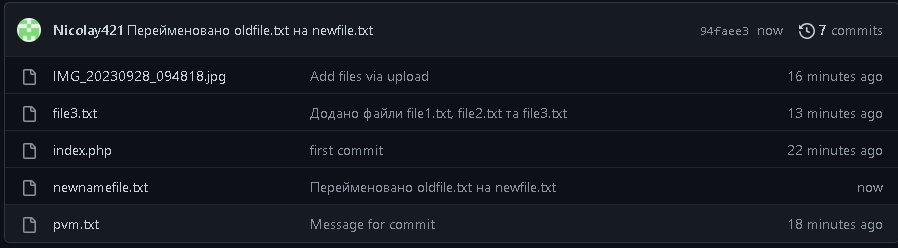 Nicolay421 Перейменовано oldfile.txt на newfile.txt 94faee3 now 7 commits
IMG_20230928_094818.jpg Add files via upload 16 minutes ago
file3.txt Додано файли file1.txt, file2.txt та file3.txt 13 minutes ago
index.php first commit 22 minutes ago
newnamefile.txt Перейменовано oldfile.txt на newfile.txt now
pvm.txt Message for commit 18 minutes ago